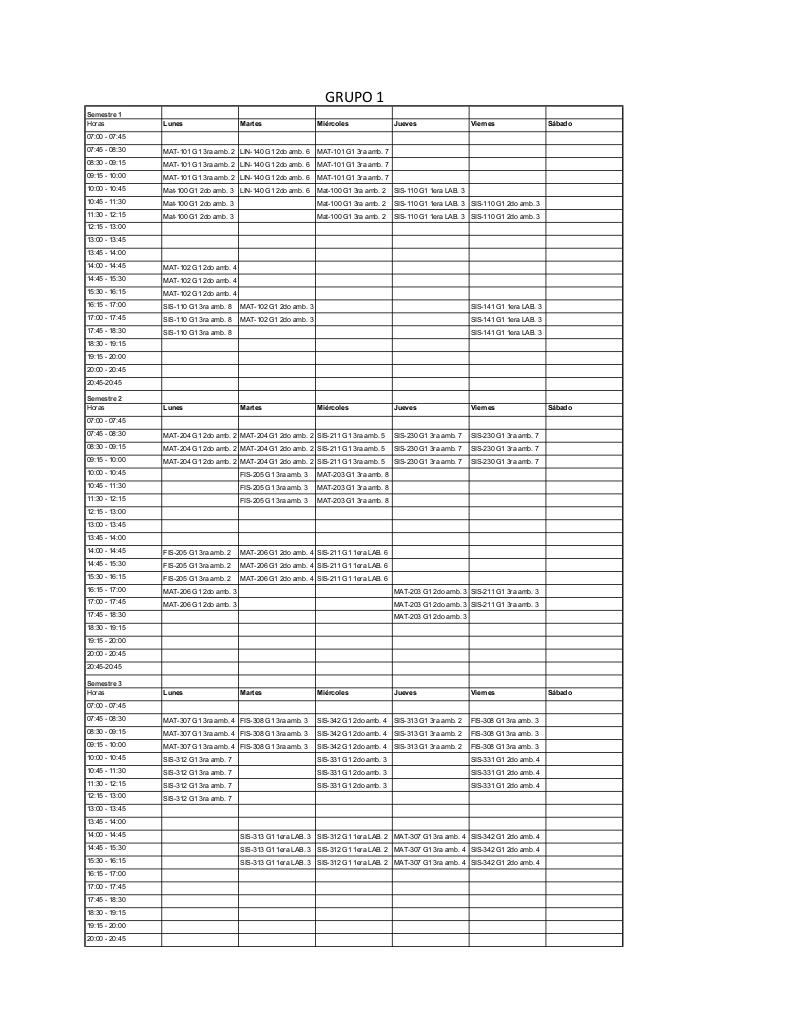 GRUPO 1
Semestre 1
Horas Lunes Martes Miércoles Jueves Viernes Sábado
07:00 - 07:45
07:45 - 08:30 MAT-101 G1 3ra amb. 2 LIN-140 G1 2do amb. 6 MAT-101 G1 3ra amb. 7
08:30 - 09:15 MAT-101 G1 3ra amb. 2 LIN-140 G1 2do amb. 6 MAT-101 G1 3ra amb. 7
09:15 - 10:00 MAT-101 G1 3ra amb. 2 LIN-140 G1 2do amb. 6 MAT-101 G1 3ra amb. 7
10:00 - 10:45 Mat-100 G1 2do amb. 3 LIN-140 G1 2do amb. 6 Mat-100 G1 3ra amb. 2 SIS-110 G1 1era LAB. 3
10:45 - 11:30 Mat-100 G1 2do amb. 3 Mat-100 G1 3ra amb. 2 SIS-110 G1 1era LAB. 3 SIS-110 G1 2do amb. 3
11:30 - 12:15 Mat-100 G1 2do amb. 3 Mat-100 G1 3ra amb. 2 SIS-110 G1 1era LAB. 3 SIS-110 G1 2do amb. 3
12:15 - 13:00
13:00 - 13:45
13:45 - 14:00
14:00 - 14:45 MAT-102 G1 2do amb. 4
14:45 - 15:30 MAT-102 G1 2do amb. 4
15:30 - 16:15 MAT-102 G1 2do amb. 4
16:15 - 17:00 SIS-110 G1 3ra amb. 8 MAT-102 G1 2do amb. 3 SIS-141 G1 1era LAB. 3
17:00 - 17:45 SIS-110 G1 3ra amb. 8 MAT-102 G1 2do amb. 3 SIS-141 G1 1era LAB. 3
17:45 - 18:30 SIS-110 G1 3ra amb. 8 SIS-141 G1 1era LAB. 3
18:30 - 19:15
19:15 - 20:00
20:00 - 20:45
20:45-20:45
Semestre 2
Horas Lunes Martes Miércoles Jueves Viernes Sábado
07:00 - 07:45
07:45 - 08:30 MAT-204 G1 2do amb. 2 MAT-204 G1 2do amb. 2 SIS-211 G1 3ra amb. 5 SIS-230 G1 3ra amb. 7 SIS-230 G1 3ra amb. 7
08:30 - 09:15 MAT-204 G1 2do amb. 2 MAT-204 G1 2do amb. 2 SIS-211 G1 3ra amb. 5 SIS-230 G1 3ra amb. 7 SIS-230 G1 3ra amb. 7
09:15 - 10:00 MAT-204 G1 2do amb. 2 MAT-204 G1 2do amb. 2 SIS-211 G1 3ra amb. 5 SIS-230 G1 3ra amb. 7 SIS-230 G1 3ra amb. 7
10:00 - 10:45 FIS-205 G1 3ra amb. 3 MAT-203 G1 3ra amb. 8
10:45 - 11:30 FIS-205 G1 3ra amb. 3 MAT-203 G1 3ra amb. 8
11:30 - 12:15 FIS-205 G1 3ra amb. 3 MAT-203 G1 3ra amb. 8
12:15 - 13:00
13:00 - 13:45
13:45 - 14:00
14:00 - 14:45 FIS-205 G1 3ra amb. 2 MAT-206 G1 2do amb. 4 SIS-211 G1 1era LAB. 6
14:45 - 15:30 FIS-205 G1 3ra amb. 2 MAT-206 G1 2do amb. 4 SIS-211 G1 1era LAB. 6
15:30 - 16:15 FIS-205 G1 3ra amb. 2 MAT-206 G1 2do amb. 4 SIS-211 G1 1era LAB. 6
16:15 - 17:00 MAT-206 G1 2do amb. 3 MAT-203 G1 2do amb. 3 SIS-211 G1 3ra amb. 3
17:00 - 17:45 MAT-206 G1 2do amb. 3 MAT-203 G1 2do amb. 3 SIS-211 G1 3ra amb. 3
17:45 - 18:30 MAT-203 G1 2do amb. 3
18:30 - 19:15
19:15 - 20:00
20:00 - 20:45
20:45-20:45
Semestre 3
Horas Lunes Martes Miércoles Jueves Viernes Sábado
07:00 - 07:45
07:45 - 08:30 MAT-307 G1 3ra amb. 4 FIS-308 G1 3ra amb. 3 SIS-342 G1 2do amb. 4 SIS-313 G1 3ra amb. 2 FIS-308 G1 3ra amb. 3
08:30 - 09:15 MAT-307 G1 3ra amb. 4 FIS-308 G1 3ra amb. 3 SIS-342 G1 2do amb. 4 SIS-313 G1 3ra amb. 2 FIS-308 G1 3ra amb. 3
09:15 - 10:00 MAT-307 G1 3ra amb. 4 FIS-308 G1 3ra amb. 3 SIS-342 G1 2do amb. 4 SIS-313 G1 3ra amb. 2 FIS-308 G1 3ra amb. 3
10:00 - 10:45 SIS-312 G1 3ra amb. 7 SIS-331 G1 2do amb. 3 SIS-331 G1 2do amb. 4
10:45 - 11:30 SIS-312 G1 3ra amb. 7 SIS-331 G1 2do amb. 3 SIS-331 G1 2do amb. 4
11:30 - 12:15 SIS-312 G1 3ra amb. 7 SIS-331 G1 2do amb. 3 SIS-331 G1 2do amb. 4
12:15 - 13:00 SIS-312 G1 3ra amb. 7
13:00 - 13:45
13:45 - 14:00
14:00 - 14:45 SIS-313 G1 1era LAB. 3 SIS-312 G1 1era LAB. 2 MAT-307 G1 3ra amb. 4 SIS-342 G1 2do amb. 4
14:45 - 15:30 SIS-313 G1 1era LAB. 3 SIS-312 G1 1era LAB. 2 MAT-307 G1 3ra amb. 4 SIS-342 G1 2do amb. 4
15:30 - 16:15 SIS-313 G1 1era LAB. 3 SIS-312 G1 1era LAB. 2 MAT-307 G1 3ra amb. 4 SIS-342 G1 2do amb. 4
16:15 - 17:00
17:00 - 17:45
17:45 - 18:30
18:30 - 19:15
19:15 - 20:00
20:00 - 20:45